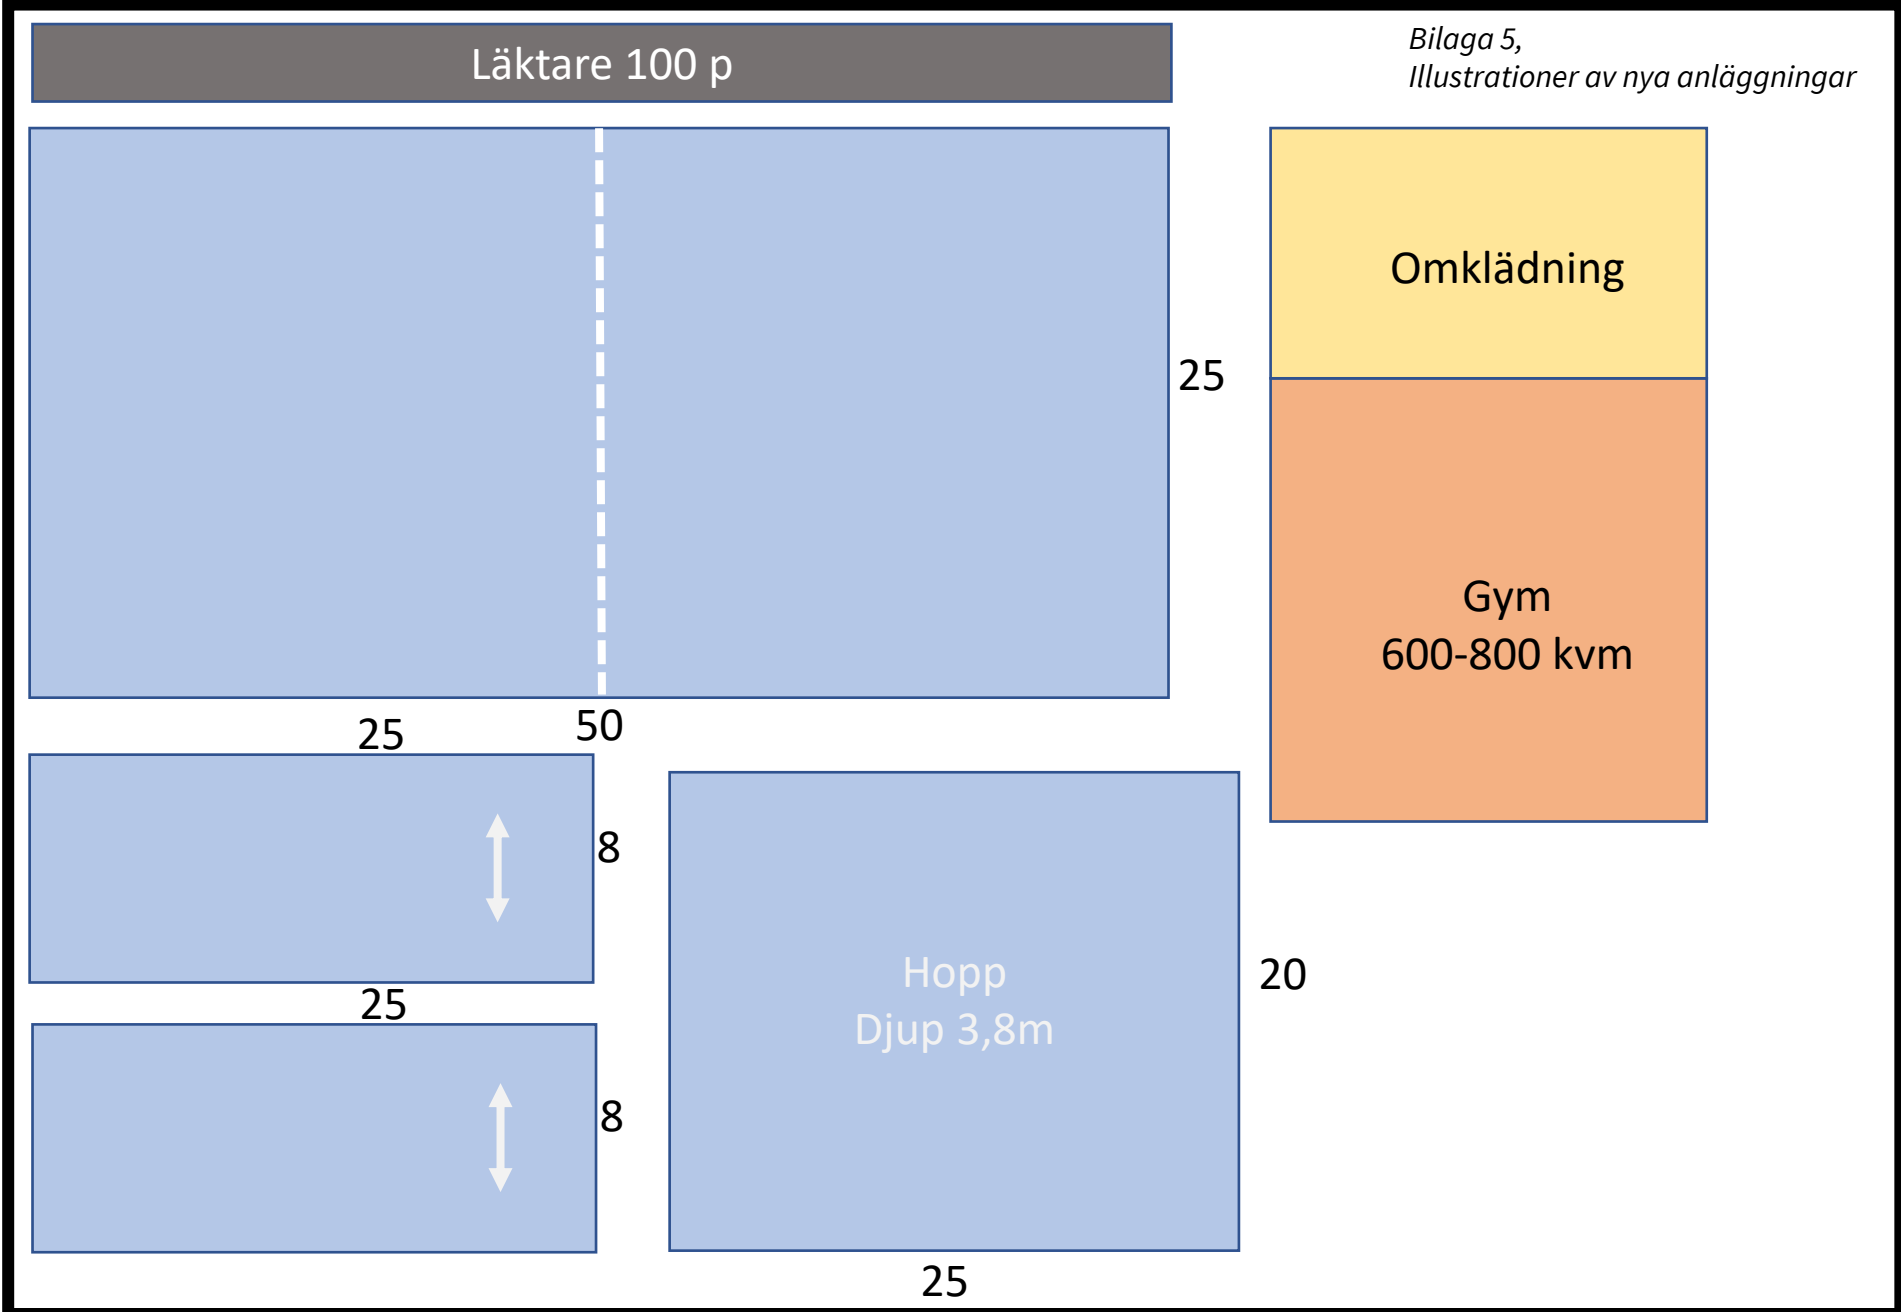 Läktare 100 p
Bilaga 5,
Illustrationer av nya anläggningar
Omklädning
25
Gym
600-800 kvm
25
50
8
25
Hopp
Djup 3,8m
20
8
25